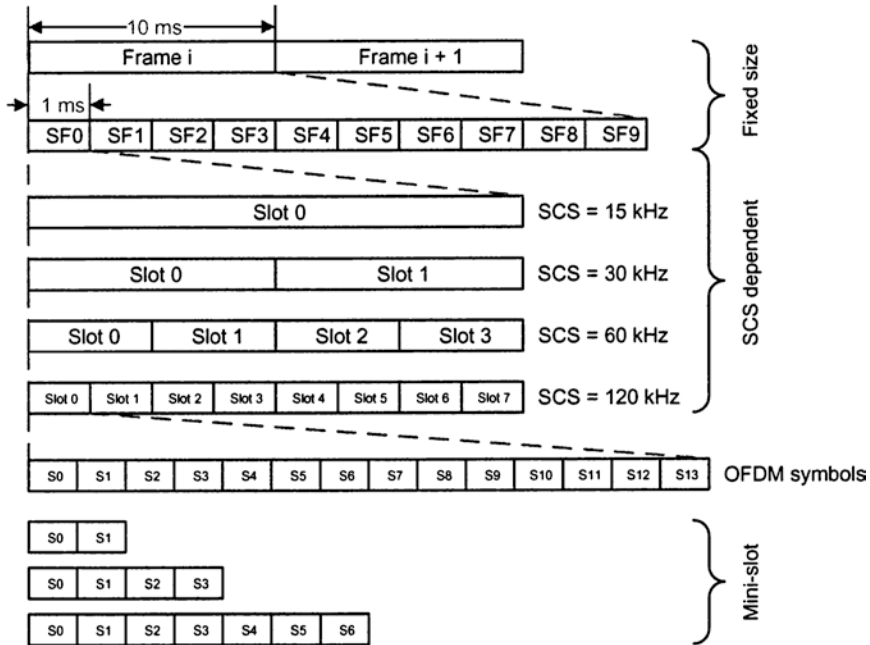 10 ms
Frame i Frame i + 1
1 ms
SF0 SF1 SF2 SF3 SF4 SF5 SF6 SF7 SF8 SF9
Fixed size
Slot 0 SCS = 15 kHz
Slot 0 Slot 1 SCS = 30 kHz
Slot 0 Slot 1 Slot 2 Slot 3 SCS = 60 kHz
Slot 0 Slot 1 Slot 2 Slot 3 Slot 4 Slot 5 Slot 6 Slot 7 SCS = 120 kHz
SCS dependent
S0 S1 S2 S3 S4 S5 S6 S7 S8 S9 S10 S11 S12 S13 OFDM symbols
S0 S1
S0 S1 S2 S3
S0 S1 S2 S3 S4 S5 S6
Mini-slot